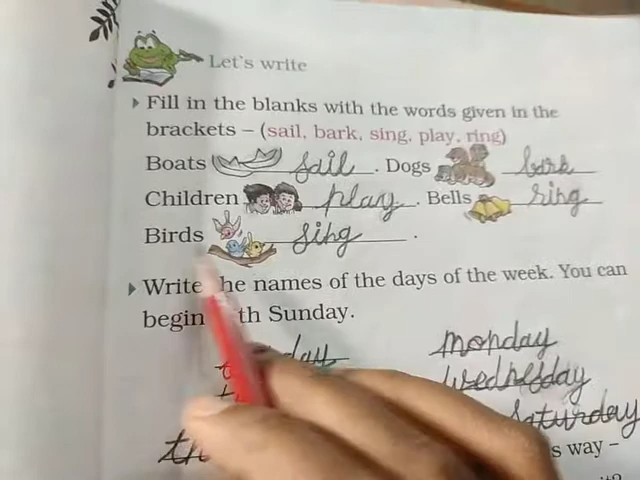 Let's write
Fill in the blanks with the words given in the
brackets – (sail, bark, sing, play, ring)
Boats sail . Dogs bark
Children play . Bells ring
Birds sing .
Write the names of the days of the week. You can
begin th Sunday.
day monday
wednesday
th saturday
s way –